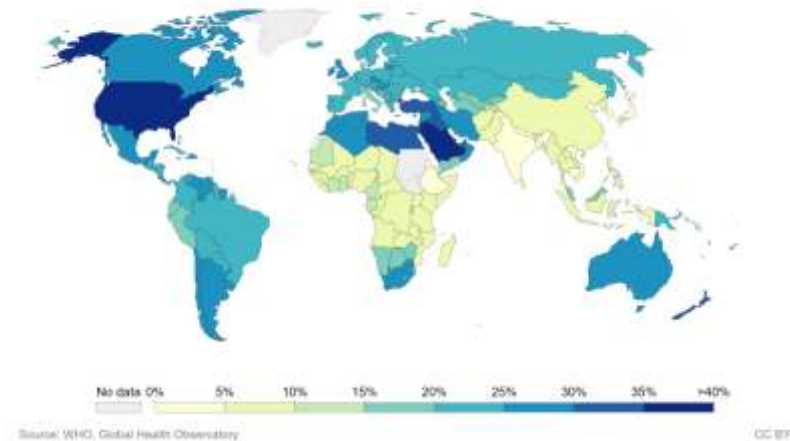 No data 0% 5% 10% 15% 20% 25% 30% 35% >40%
Source: WHO, Global Health Observatory
CC BY